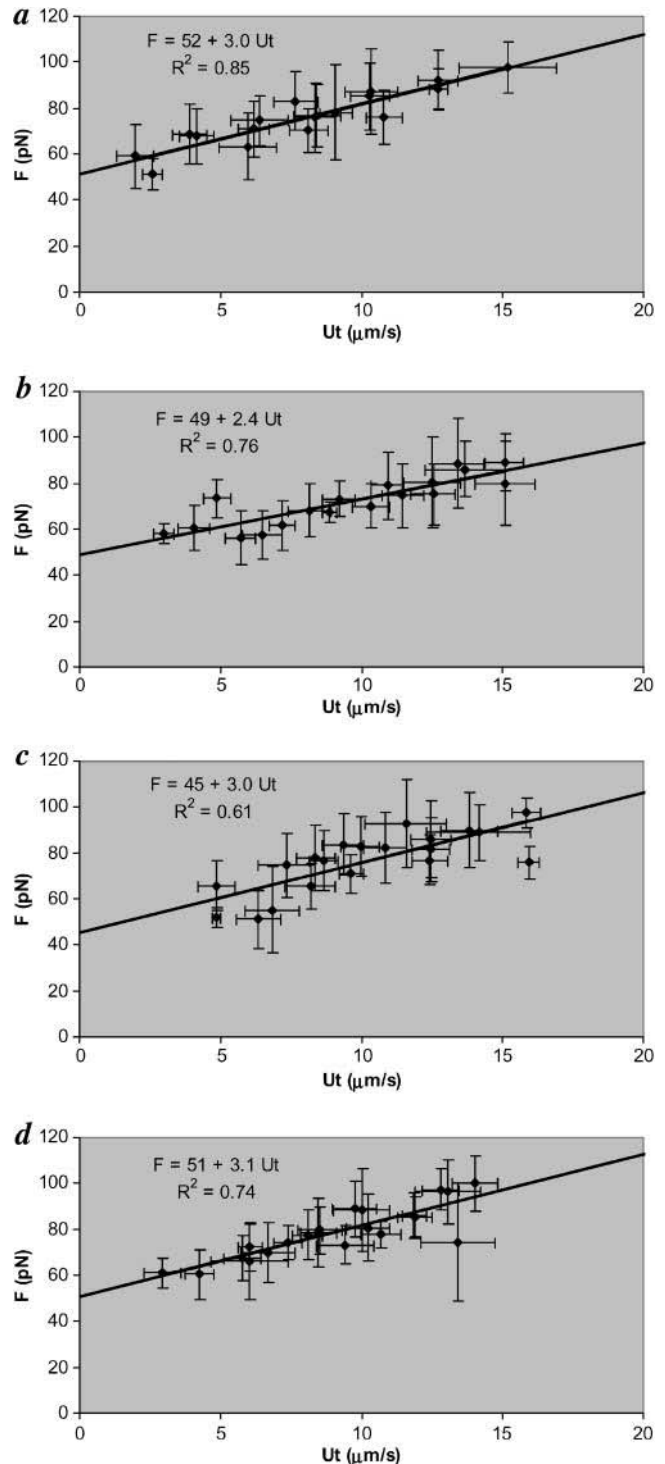 a
F = 52 + 3.0 Ut
R² = 0.85
120
100
80
60
40
20
0
F (pN)
0 5 10 15 20
Ut (μm/s)
b
F = 49 + 2.4 Ut
R² = 0.76
120
100
80
60
40
20
0
F (pN)
0 5 10 15 20
Ut (μm/s)
c
F = 45 + 3.0 Ut
R² = 0.61
120
100
80
60
40
20
0
F (pN)
0 5 10 15 20
Ut (μm/s)
d
F = 51 + 3.1 Ut
R² = 0.74
120
100
80
60
40
20
0
F (pN)
0 5 10 15 20
Ut (μm/s)